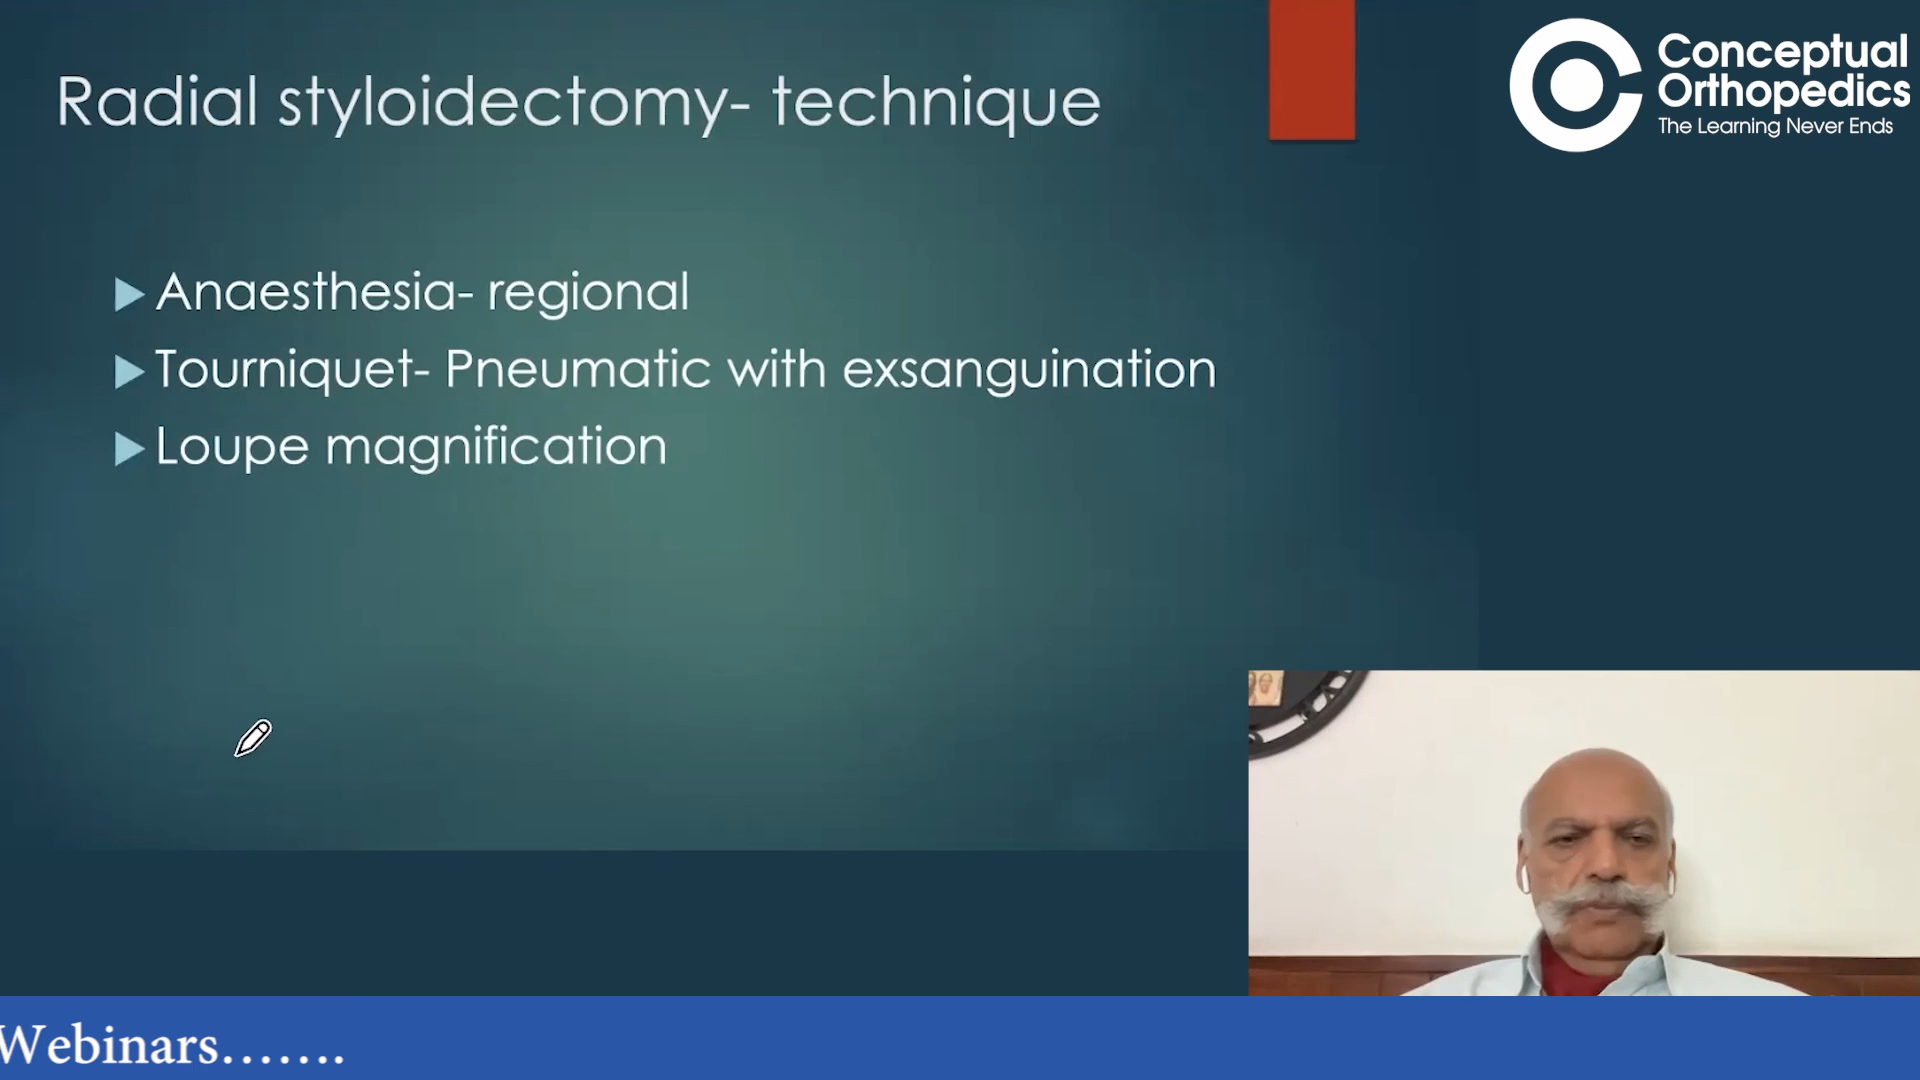 Radial styloidectomy- technique
Conceptual
Orthopedics
The Learning Never Ends
Anaesthesia- regional
Tourniquet- Pneumatic with exsanguination
Loupe magnification
Webinars.......